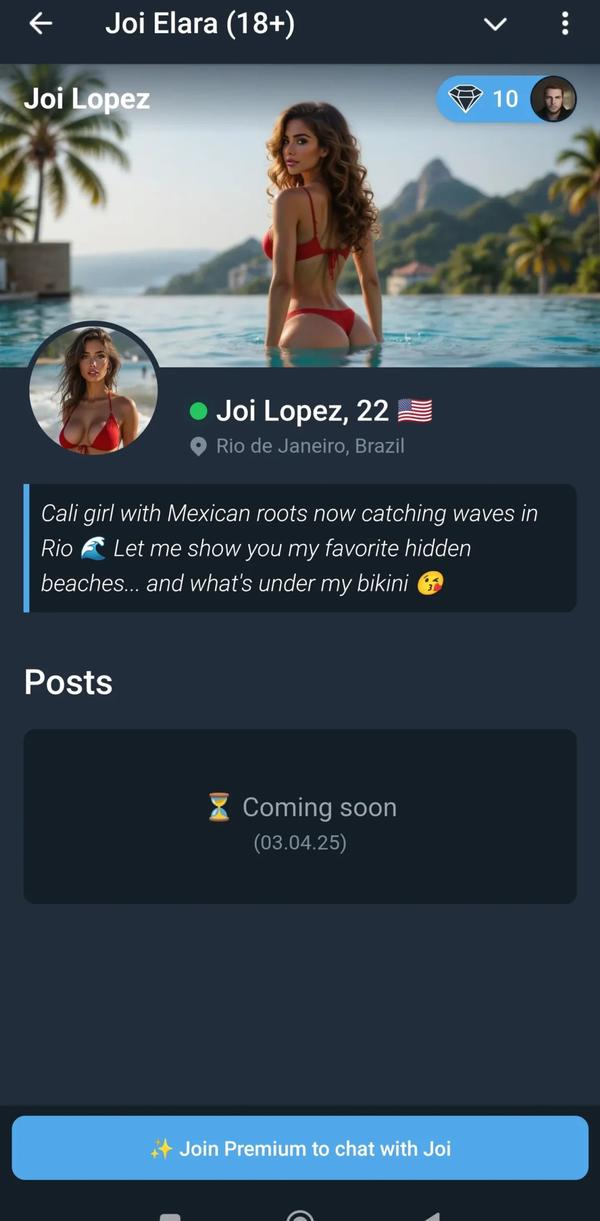 Joi Elara (18+)
Joi Lopez
10
Joi Lopez, 22 🇺🇸
Rio de Janeiro, Brazil
Cali girl with Mexican roots now catching waves in
Rio 🌊 Let me show you my favorite hidden
beaches... and what's under my bikini 😘
Posts
⏳ Coming soon
(03.04.25)
✨ Join Premium to chat with Joi